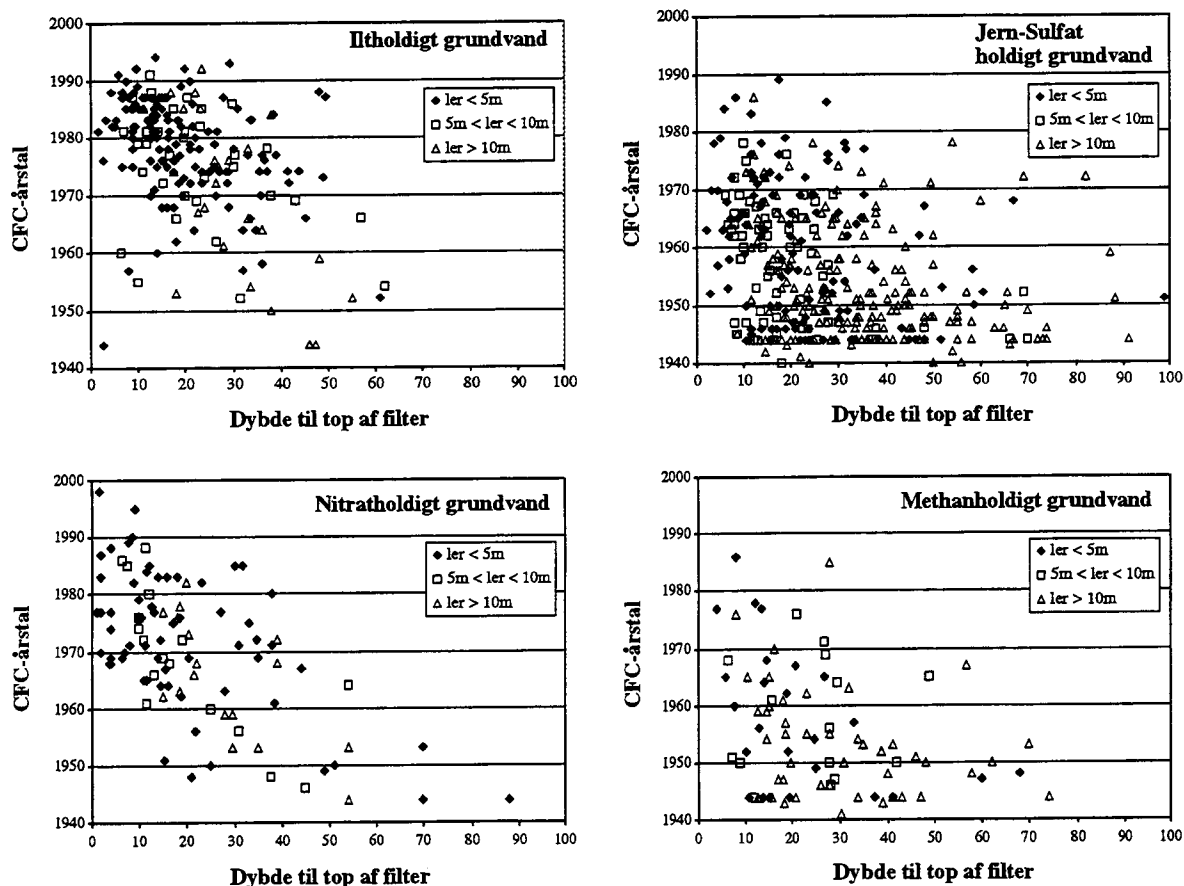 Iltholdigt grundvand
CFC-årstal
2000
1990
1980
1970
1960
1950
1940
ler < 5m
5m < ler < 10m
ler > 10m
0 10 20 30 40 50 60 70 80 90 100
Dybde til top af filter
Jern-Sulfat
holdigt grundvand
CFC-årstal
2000
1990
1980
1970
1960
1950
1940
ler < 5m
5m < ler < 10m
ler > 10m
0 10 20 30 40 50 60 70 80 90 100
Dybde til top af filter
Nitratholdigt grundvand
CFC-årstal
2000
1990
1980
1970
1960
1950
1940
ler < 5m
5m < ler < 10m
ler > 10m
0 10 20 30 40 50 60 70 80 90 100
Dybde til top af filter
Methanholdigt grundvand
CFC-årstal
2000
1990
1980
1970
1960
1950
1940
ler < 5m
5m < ler < 10m
ler > 10m
0 10 20 30 40 50 60 70 80 90 100
Dybde til top af filter